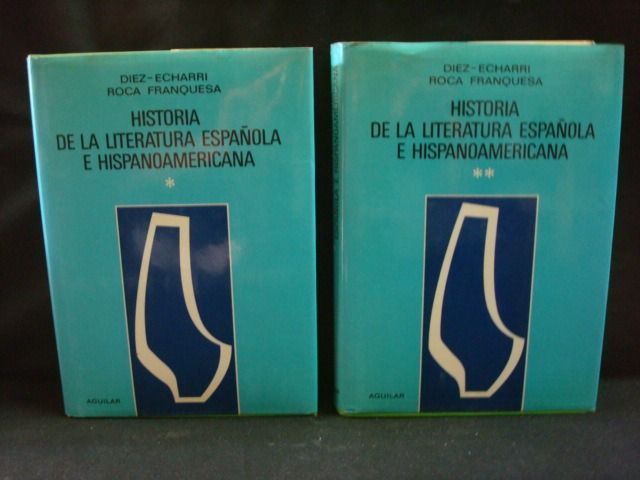 DIEZ-ECHARRI
ROCA FRANQUESA
HISTORIA
DE LA LITERATURA ESPAÑOLA
E HISPANOAMERICANA
*
AGUILAR
DIEZ-ECHARRI
ROCA FRANQUESA
HISTORIA
DE LA LITERATURA ESPAÑOLA
E HISPANOAMERICANA
**
AGUILAR